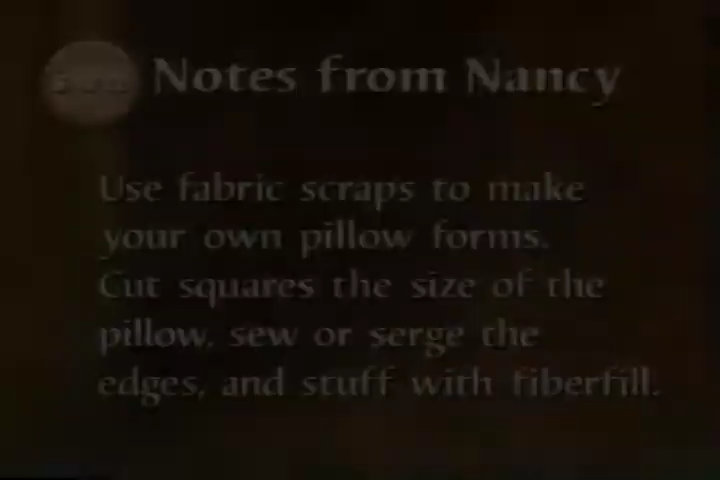 Notes from Nancy
Use fabric scraps to make
your own pillow forms.
Cut squares the size of the
pillow, sew or serge the
edges, and stuff with fiberfill.